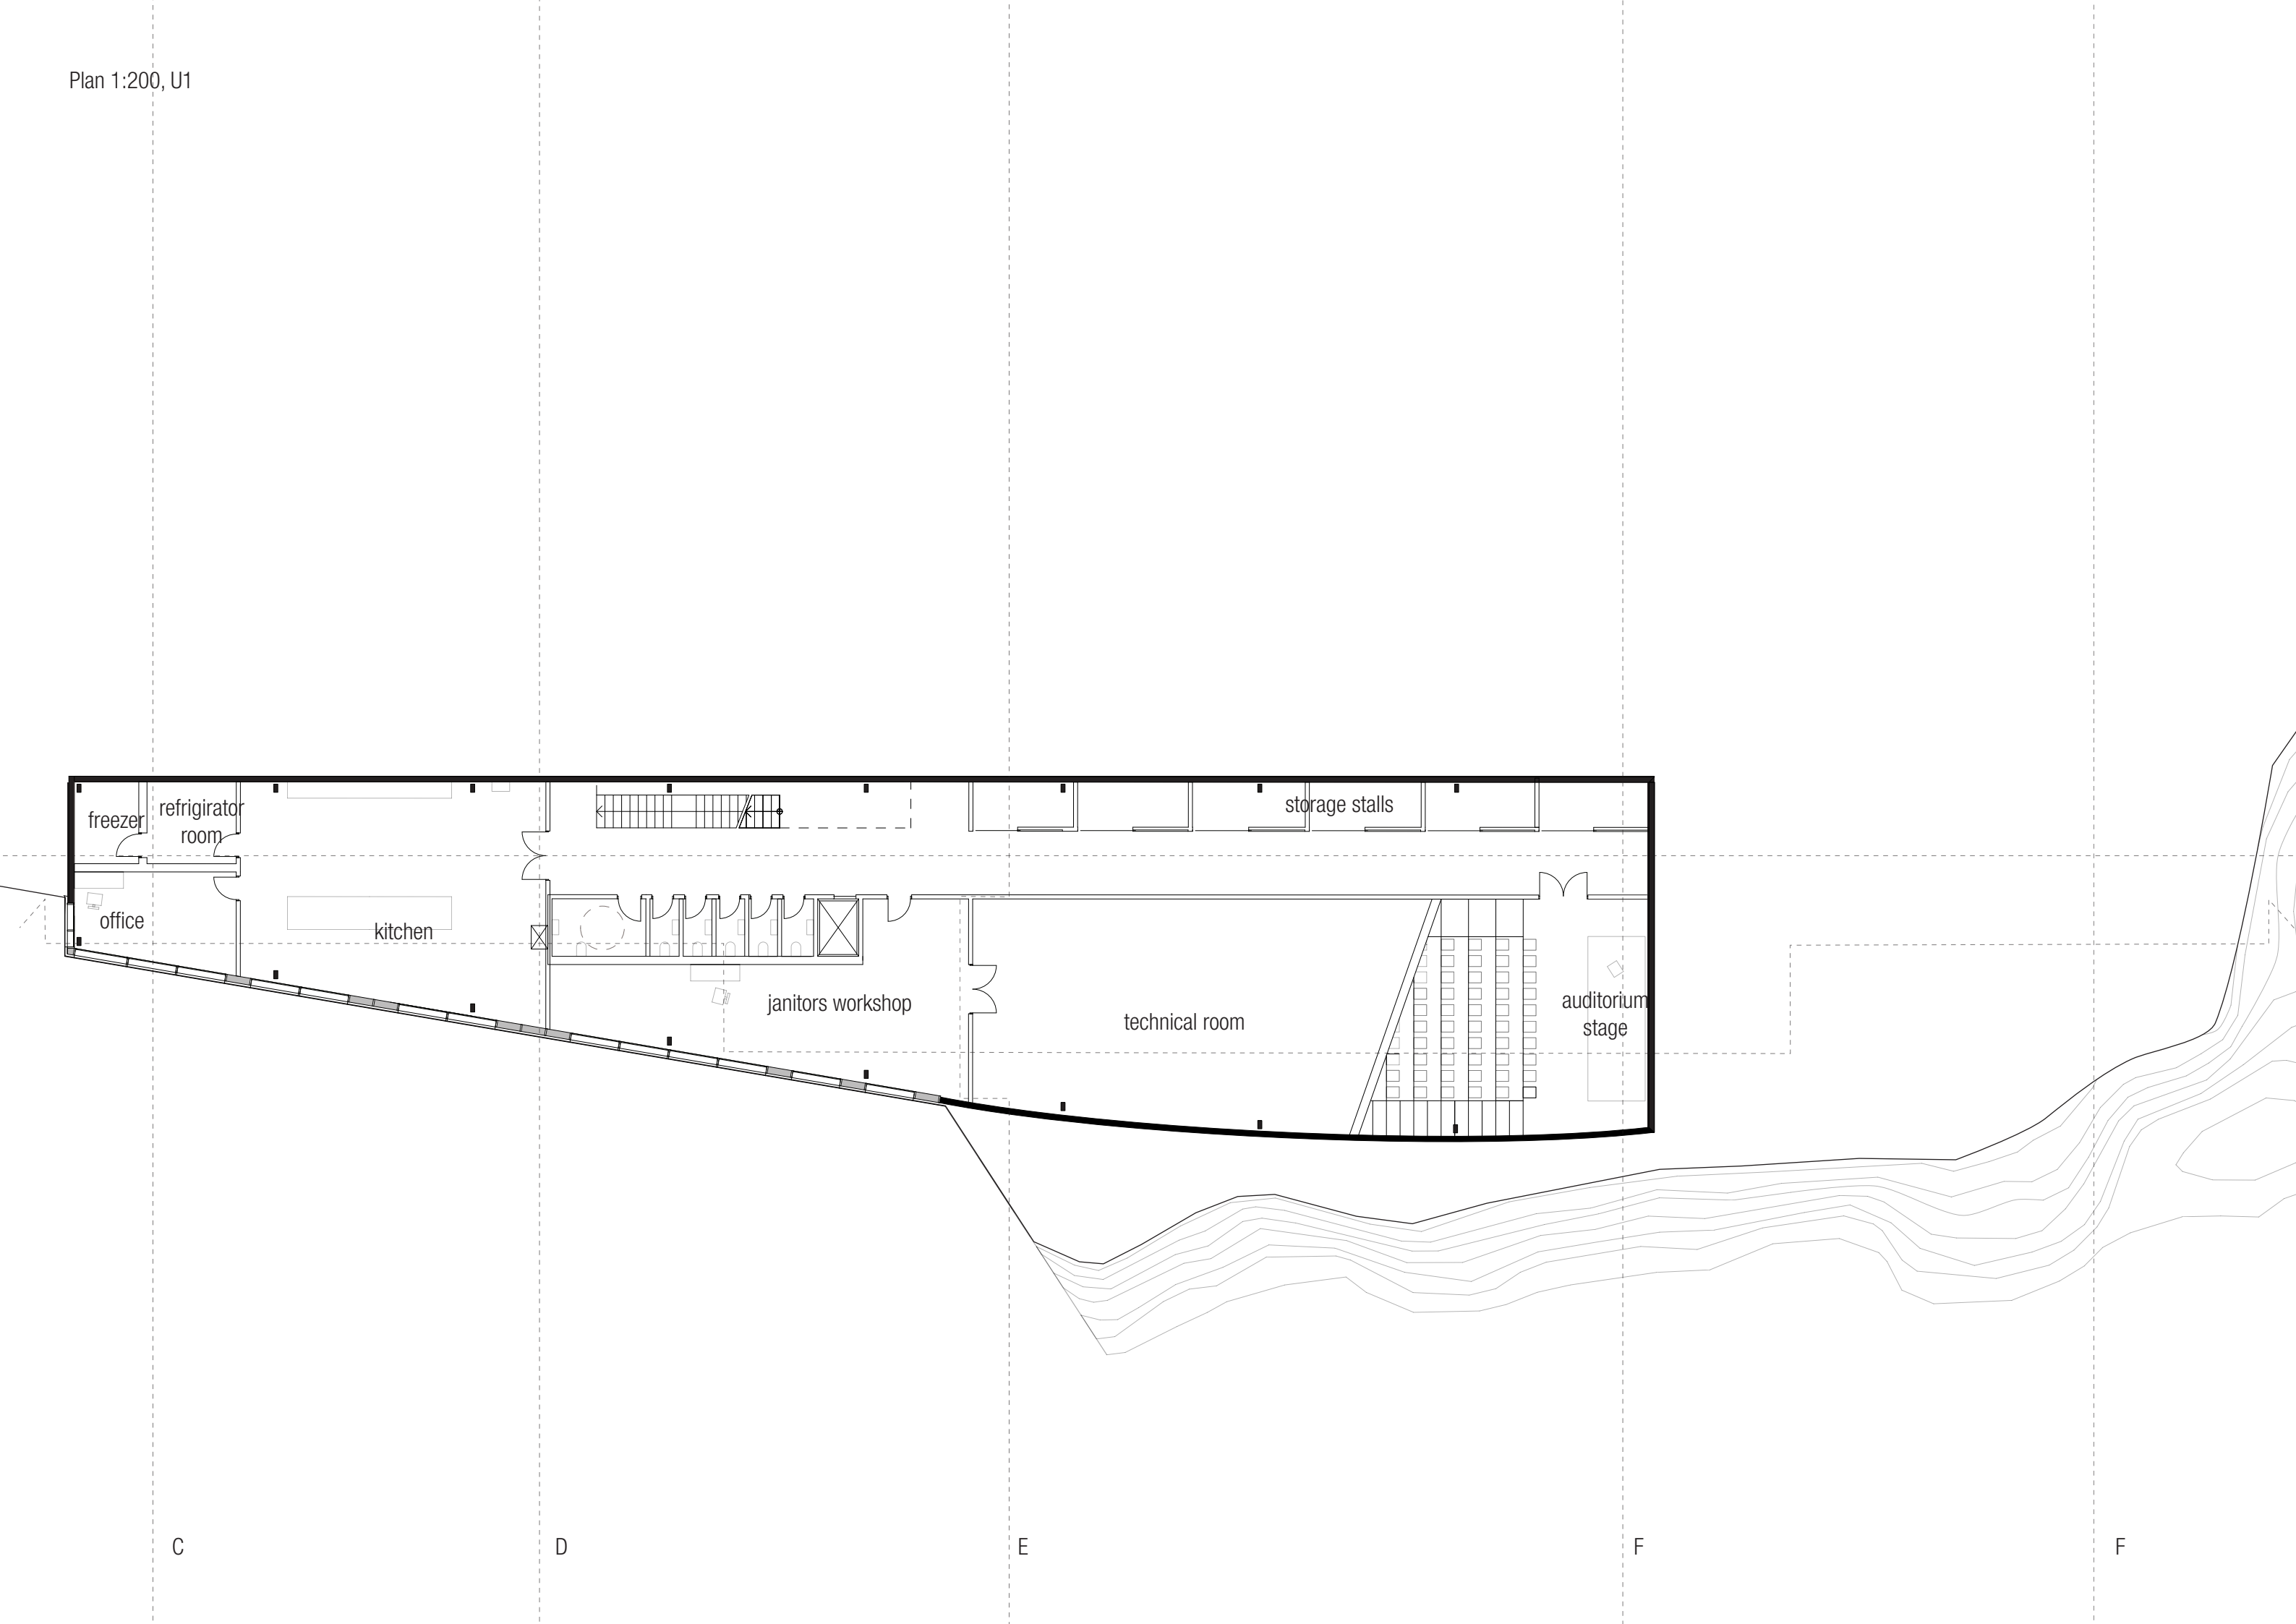 Plan 1:200, U1
freezer
refrigirator
room
storage stalls
office
kitchen
janitors workshop
technical room
auditorium
stage
C
D
E
F
F